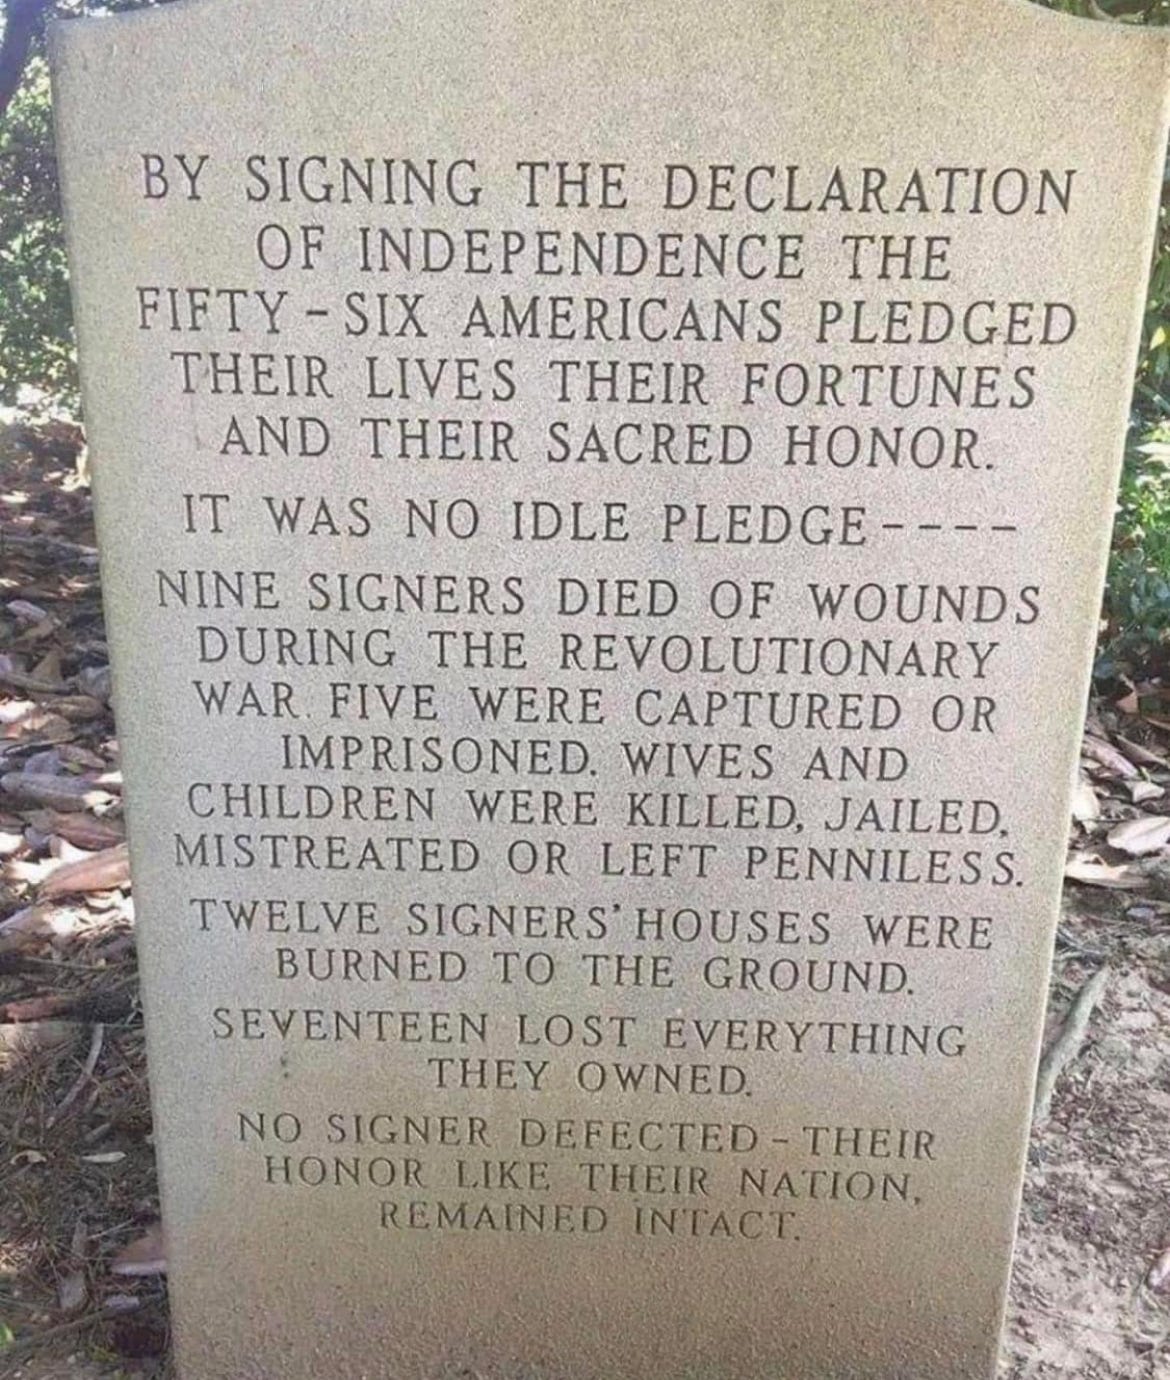 BY SIGNING THE DECLARATION
OF INDEPENDENCE THE
FIFTY-SIX AMERICANS PLEDGED
THEIR LIVES THEIR FORTUNES
AND THEIR SACRED HONOR.
IT WAS NO IDLE PLEDGE----
NINE SIGNERS DIED OF WOUNDS
DURING THE REVOLUTIONARY
WAR. FIVE WERE CAPTURED OR
IMPRISONED. WIVES AND
CHILDREN WERE KILLED, JAILED,
MISTREATED OR LEFT PENNILESS.
TWELVE SIGNERS' HOUSES WERE
BURNED TO THE GROUND.
SEVENTEEN LOST EVERYTHING
THEY OWNED.
NO SIGNER DEFECTED - THEIR
HONOR LIKE THEIR NATION,
REMAINED INTACT.